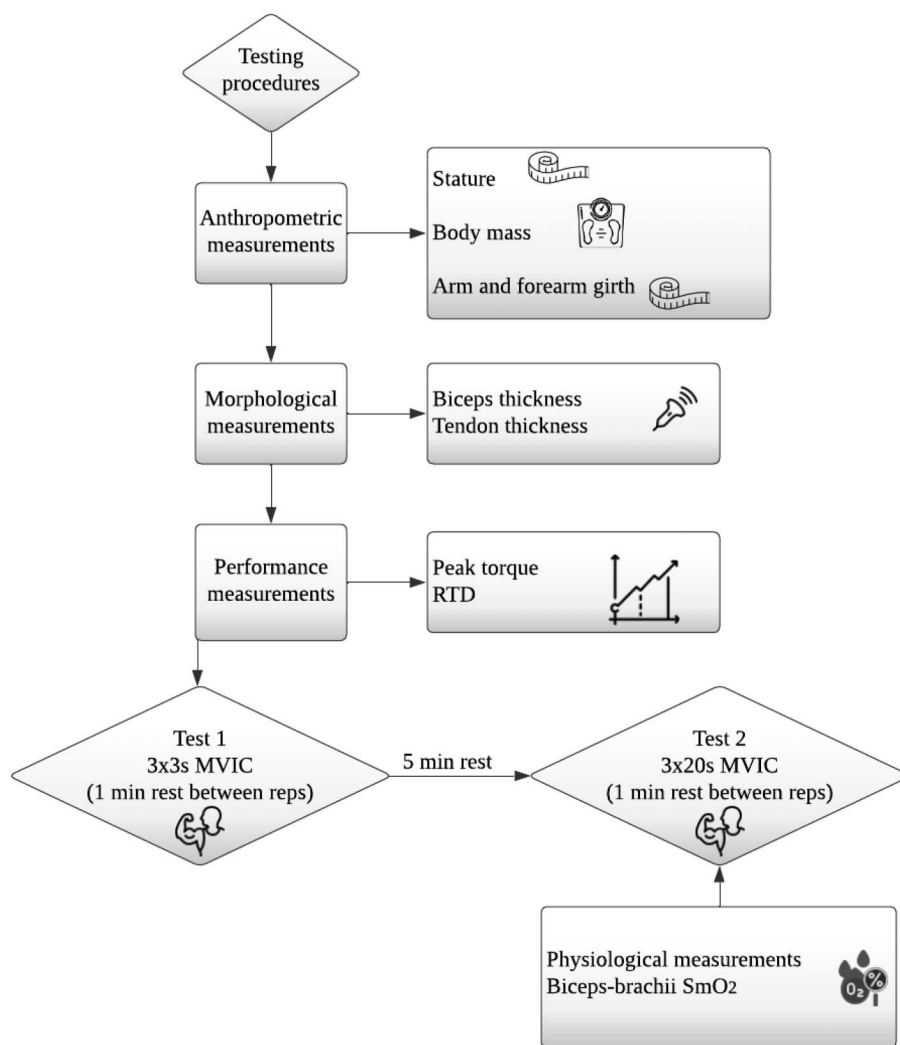 Testing
procedures
Anthropometric
measurements
Stature
Body mass
Arm and forearm girth
Morphological
measurements
Biceps thickness
Tendon thickness
Performance
measurements
Peak torque
RTD
Test 1
3x3s MVIC
(1 min rest between reps)
5 min rest
Test 2
3x20s MVIC
(1 min rest between reps)
Physiological measurements
Biceps-brachii SmO2
O2
%